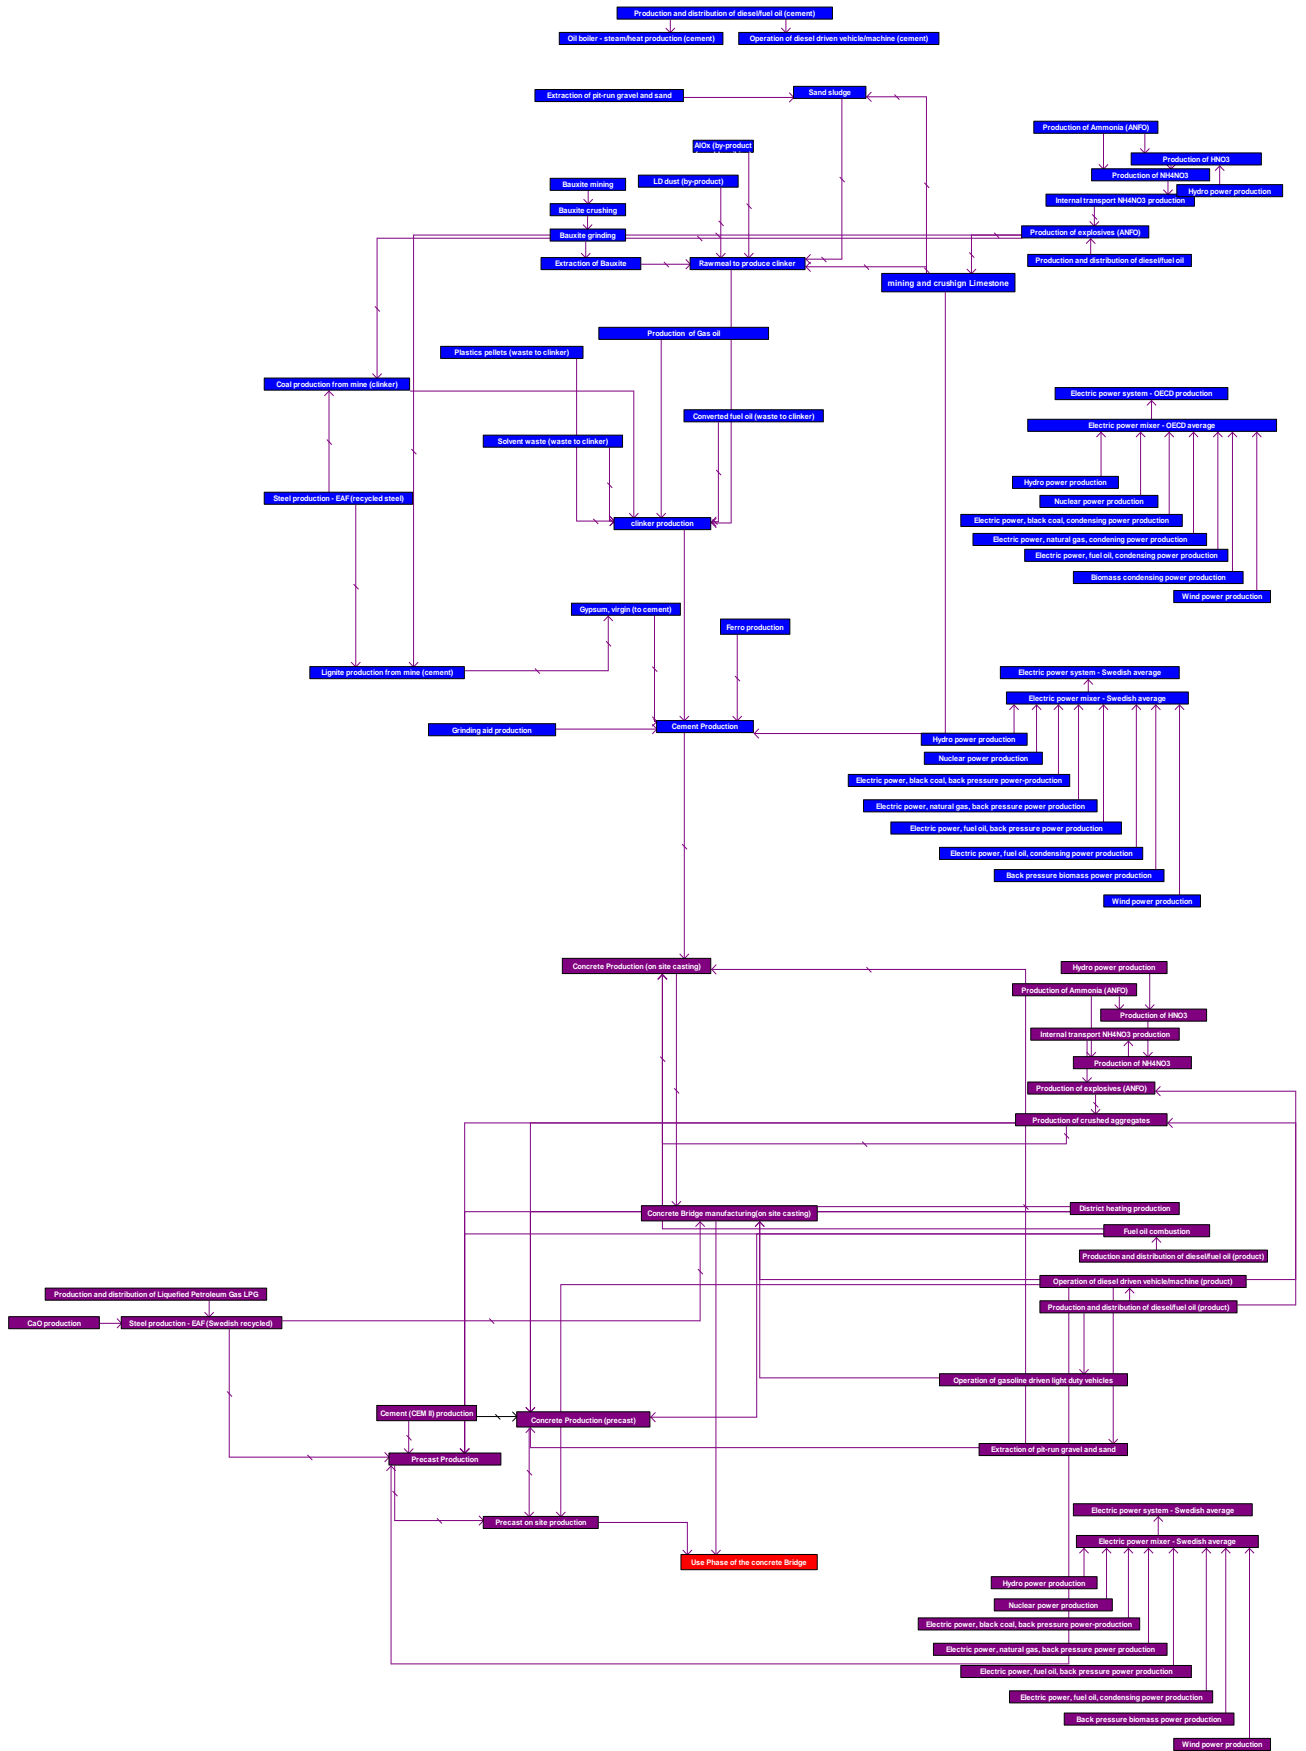 Production and distribution of diesel/fuel oil (cement)
Oil boiler - steam/heat production (cement)
Operation of diesel driven vehicle/machine (cement)
Extraction of pit-run gravel and sand
Sand sludge
Production of Ammonia (ANFO)
AlOx (by-product
Production of HNO3
Production of NH4NO3
LD dust (by-product)
Bauxite mining
Hydro power production
Internal transport NH4NO3 production
Bauxite crushing
Bauxite grinding
Production of explosives (ANFO)
Extraction of Bauxite
Rawmeal to produce clinker
Production and distribution of diesel/fuel oil
mining and crushign Limestone
Production of Gas oil
Plastics pellets (waste to clinker)
Coal production from mine (clinker)
Electric power system - OECD production
Converted fuel oil (waste to clinker)
Electric power mixer - OECD average
Solvent waste (waste to clinker)
Hydro power production
Steel production - EAF (recycled steel)
Nuclear power production
Electric power, black coal, condensing power production
clinker production
Electric power, natural gas, condening power production
Electric power, fuel oil, condensing power production
Biomass condensing power production
Wind power production
Gypsum, virgin (to cement)
Ferro production
Lignite production from mine (cement)
Electric power system - Swedish average
Electric power mixer - Swedish average
Grinding aid production
Cement Production
Hydro power production
Nuclear power production
Electric power, black coal, back pressure power-production
Electric power, natural gas, back pressure power production
Electric power, fuel oil, back pressure power production
Electric power, fuel oil, condensing power production
Back pressure biomass power production
Wind power production
Concrete Production (on site casting)
Hydro power production
Production of Ammonia (ANFO)
Production of HNO3
Internal transport NH4NO3 production
Production of NH4NO3
Production of explosives (ANFO)
Production of crushed aggregates
Concrete Bridge manufacturing(on site casting)
District heating production
Fuel oil combustion
Production and distribution of diesel/fuel oil (product)
Operation of diesel driven vehicle/machine (product)
Production and distribution of Liquefied Petroleum Gas LPG
Production and distribution of diesel/fuel oil (product)
CaO production
Steel production - EAF (Swedish recycled)
Operation of gasoline driven light duty vehicles
Cement (CEM II) production
Concrete Production (precast)
Extraction of pit-run gravel and sand
Precast Production
Electric power system - Swedish average
Precast on site production
Electric power mixer - Swedish average
Use Phase of the concrete Bridge
Hydro power production
Nuclear power production
Electric power, black coal, back pressure power-production
Electric power, natural gas, back pressure power production
Electric power, fuel oil, back pressure power production
Electric power, fuel oil, condensing power production
Back pressure biomass power production
Wind power production